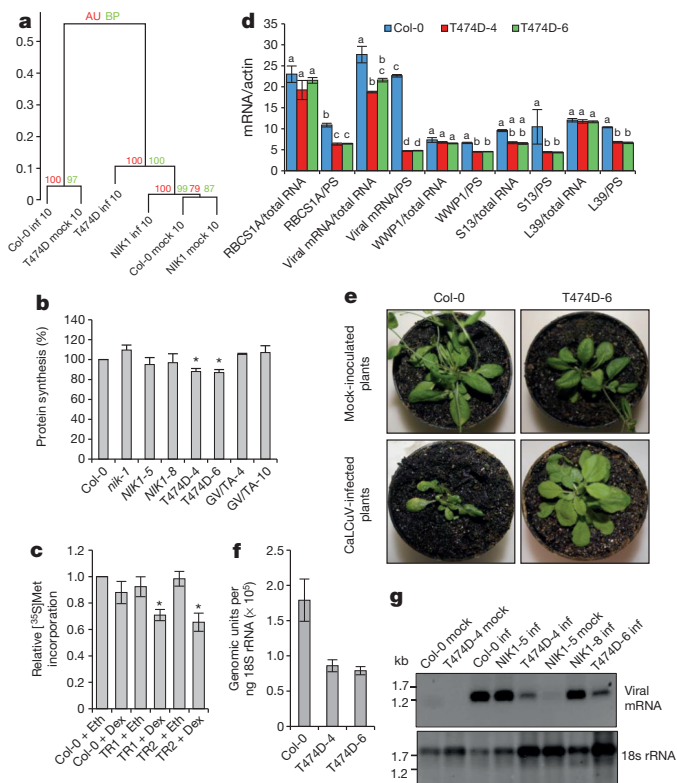 a
AU BP
0.5
0.4
0.3
0.2
0.1
0
100 97
100 100
100 99 79 87
Col-0 inf 10
T474D mock 10
T474D inf 10
NIK1 inf 10
Col-0 mock 10
NIK1 mock 10
d
Col-0 T474D-4 T474D-6
mRNA/actin
35
30
25
20
15
10
5
0
a a a
b c c
a b b c
c d d
a a a
a b b
a b b
a b b
a a a
a b b
RBCS1A/total RNA
RBCS1A/PS
Viral mRNA/total RNA
Viral mRNA/PS
WWP1/total RNA
WWP1/PS
S13/total RNA
S13/PS
L39/total RNA
L39/PS
b
Protein synthesis (%)
140
120
100
80
60
40
20
0
* *
Col-0
nik-1
NIK1-5
NIK1-8
T474D-4
T474D-6
GV/TA-4
GV/TA-10
e
Col-0 T474D-6
Mock-inoculated
plants
CaLCuV-infected
plants
c
Relative [35S]Met
incorporation
1.2
1.0
0.8
0.6
0.4
0.2
0
* *
Col-0 + Eth
Col-0 + Dex
TR1 + Eth
TR1 + Dex
TR2 + Eth
TR2 + Dex
f
Genomic units per
ng 18S rRNA (× 10⁵)
2.5
2.0
1.5
1.0
0.5
0
Col-0
T474D-4
T474D-6
g
Col-0 mock
T474D-4 mock
Col-0 inf
NIK1-5 inf
T474D-4 inf
NIK1-5 mock
NIK1-8 inf
T474D-6 inf
kb
1.7
1.2
Viral
mRNA
1.7
1.2
18s rRNA